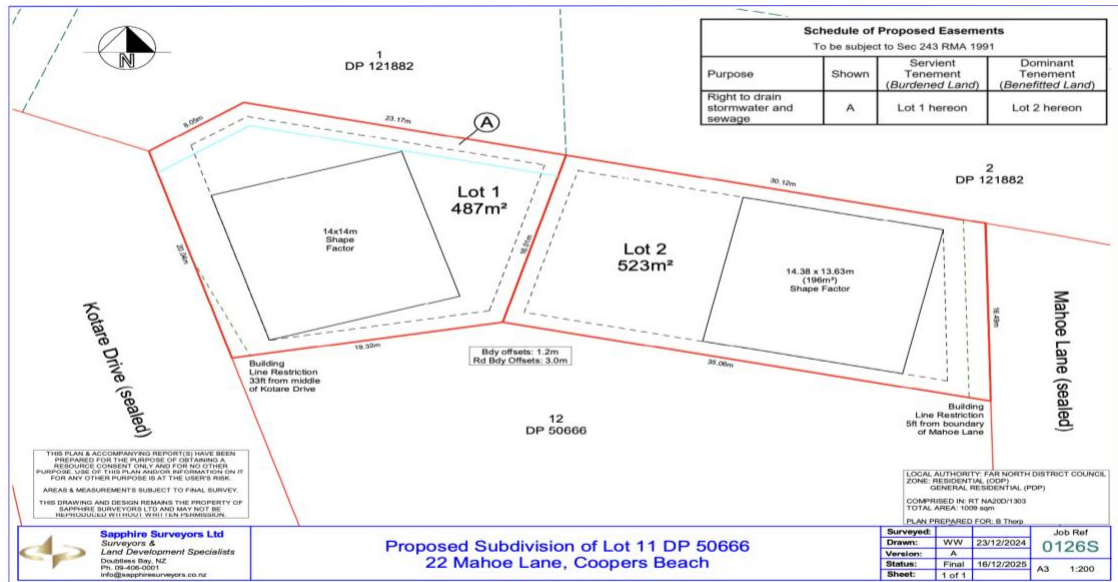 Schedule of Proposed Easements
To be subject to Sec 243 RMA 1991
Purpose
Shown
Servient
Tenement
(Burdened Land)
Dominant
Tenement
(Benefitted Land)
Right to drain
stormwater and
sewage
A
Lot 1 hereon
Lot 2 hereon
N
1
DP 121882
8.05m
23.17m
A
Lot 1
487m²
14x14m
Shape
Factor
20.04m
16.01m
19.32m
2
DP 121882
30.12m
Lot 2
523m²
14.38 x 13.63m
(196m²)
Shape Factor
16.49m
35.06m
Kotare Drive (sealed)
Mahoe Lane (sealed)
Building
Line Restriction
33ft from middle
of Kotare Drive
Bdy offsets: 1.2m
Rd Bdy Offsets: 3.0m
Building
Line Restriction
5ft from boundary
of Mahoe Lane
12
DP 50666
THIS PLAN & ACCOMPANYING REPORT(S) HAVE BEEN
PREPARED FOR THE PURPOSE OF OBTAINING A
RESOURCE CONSENT ONLY AND FOR NO OTHER
PURPOSE. USE OF THIS PLAN AND/OR INFORMATION ON IT
FOR ANY OTHER PURPOSE IS AT THE USER'S RISK.
AREAS & MEASUREMENTS SUBJECT TO FINAL SURVEY.
THIS DRAWING AND DESIGN REMAINS THE PROPERTY OF
SAPPHIRE SURVEYORS LTD AND MAY NOT BE
REPRODUCED WITHOUT WRITTEN PERMISSION.
LOCAL AUTHORITY: FAR NORTH DISTRICT COUNCIL
ZONE: RESIDENTIAL (ODP)
GENERAL RESIDENTIAL (PDP)
COMPRISED IN: RT NA20D/1303
TOTAL AREA: 1009 sqm
PLAN PREPARED FOR: B Thorp
Sapphire Surveyors Ltd
Surveyors &
Land Development Specialists
Doubtless Bay, NZ
Ph. 09-406-0001
info@sapphiresurveyors.co.nz
Proposed Subdivision of Lot 11 DP 50666
22 Mahoe Lane, Coopers Beach
Surveyed:
Drawn: WW 23/12/2024
Version: A
Status: Final 16/12/2025
Sheet: 1 of 1
Job Ref
0126S
A3 1:200